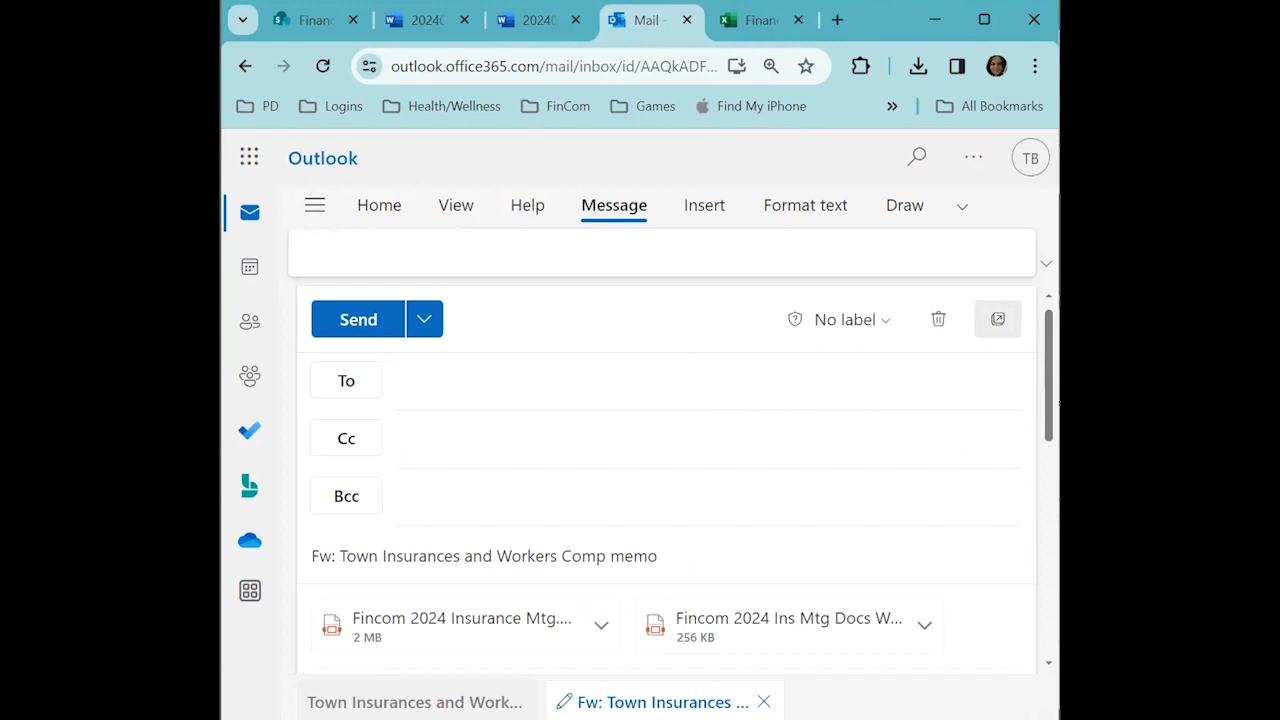 Financ
2024(
2024(
Mail -
Finan
outlook.office365.com/mail/inbox/id/AAQkADF...
PD
Logins
Health/Wellness
FinCom
Games
Find My iPhone
»
All Bookmarks
Outlook
TB
Home
View
Help
Message
Insert
Format text
Draw
Send
No label
To
Cc
Bcc
Fw: Town Insurances and Workers Comp memo
Fincom 2024 Insurance Mtg....
2 MB
Fincom 2024 Ins Mtg Docs W...
256 KB
Town Insurances and Work...
Fw: Town Insurances ...